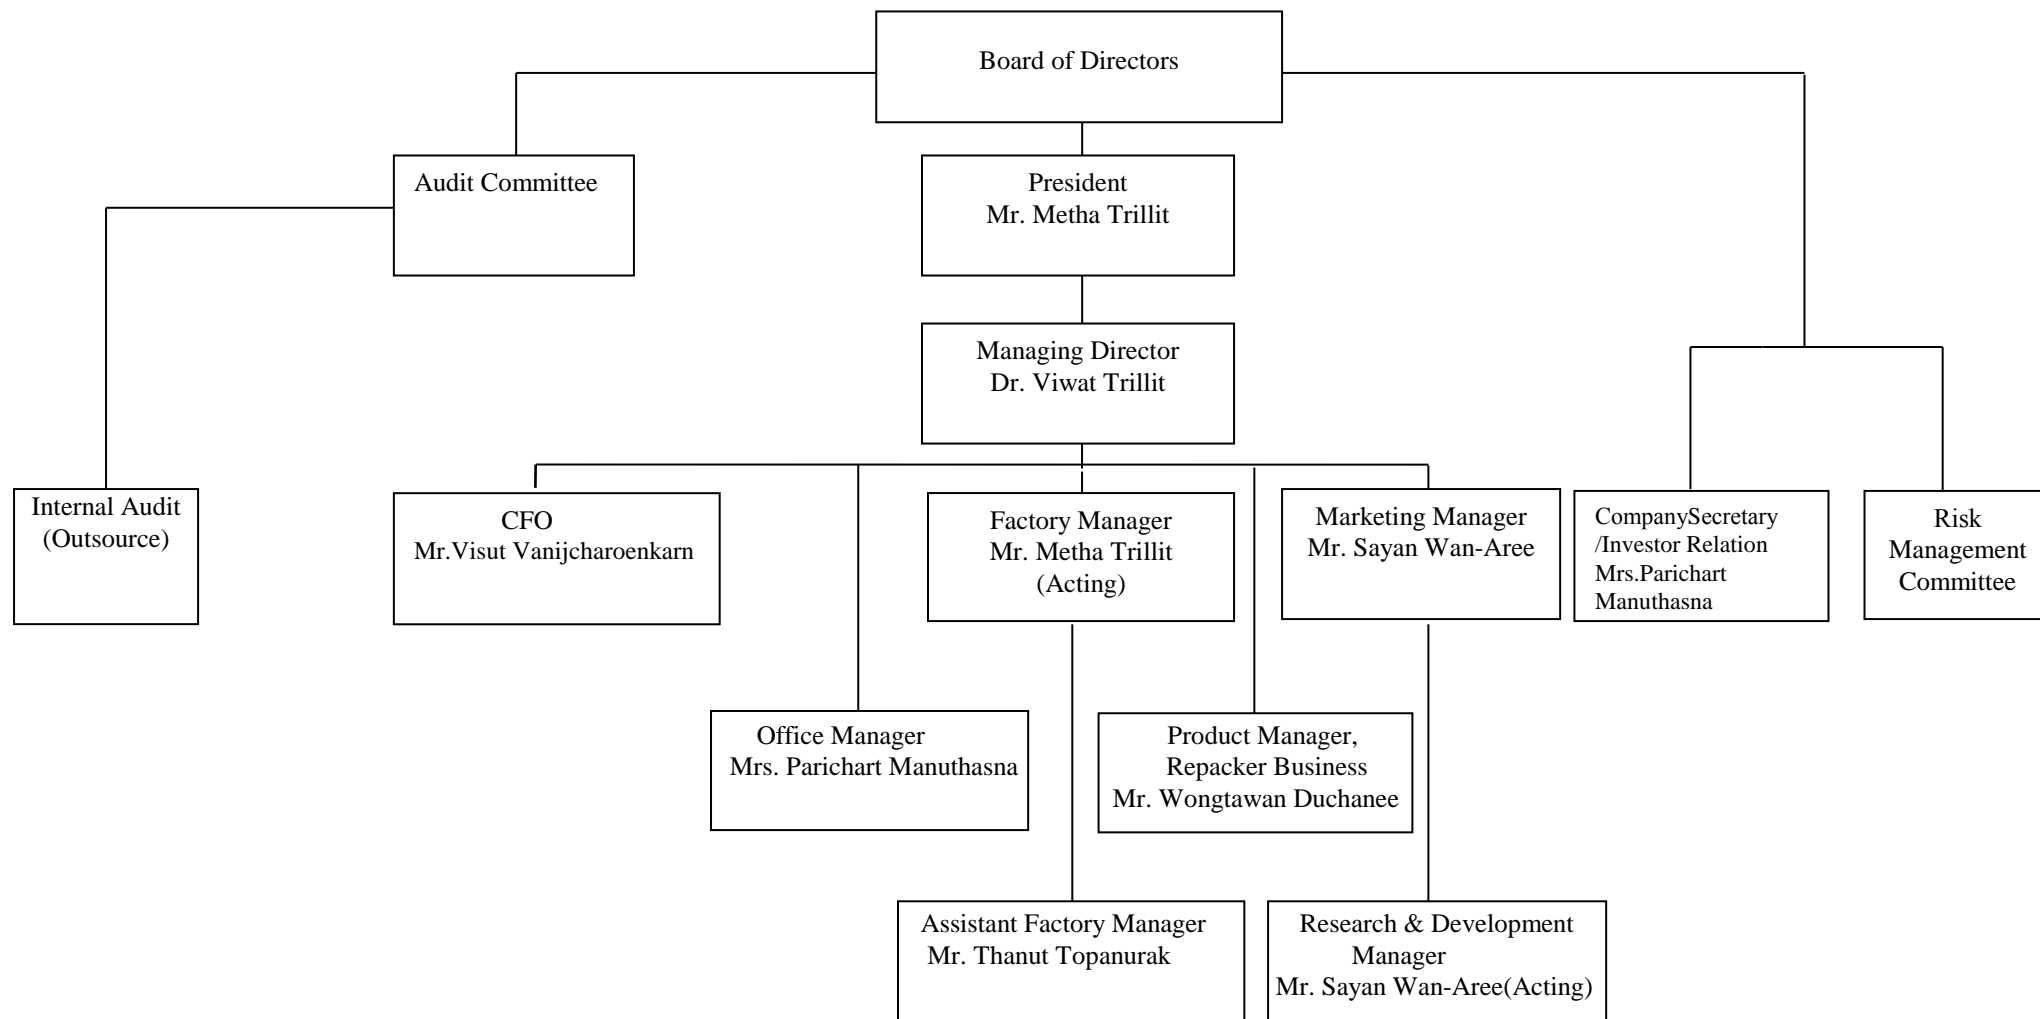 Board of Directors
Audit Committee
President
Mr. Metha Trillit
Managing Director
Dr. Viwat Trillit
Internal Audit
(Outsource)
CFO
Mr.Visut Vanijcharoenkarn
Factory Manager
Mr. Metha Trillit
(Acting)
Marketing Manager
Mr. Sayan Wan-Aree
CompanySecretary
/Investor Relation
Mrs.Parichart
Manuthasna
Risk
Management
Committee
Office Manager
Mrs. Parichart Manuthasna
Product Manager,
Repacker Business
Mr. Wongtawan Duchanee
Assistant Factory Manager
Mr. Thanut Topanurak
Research & Development
Manager
Mr. Sayan Wan-Aree(Acting)